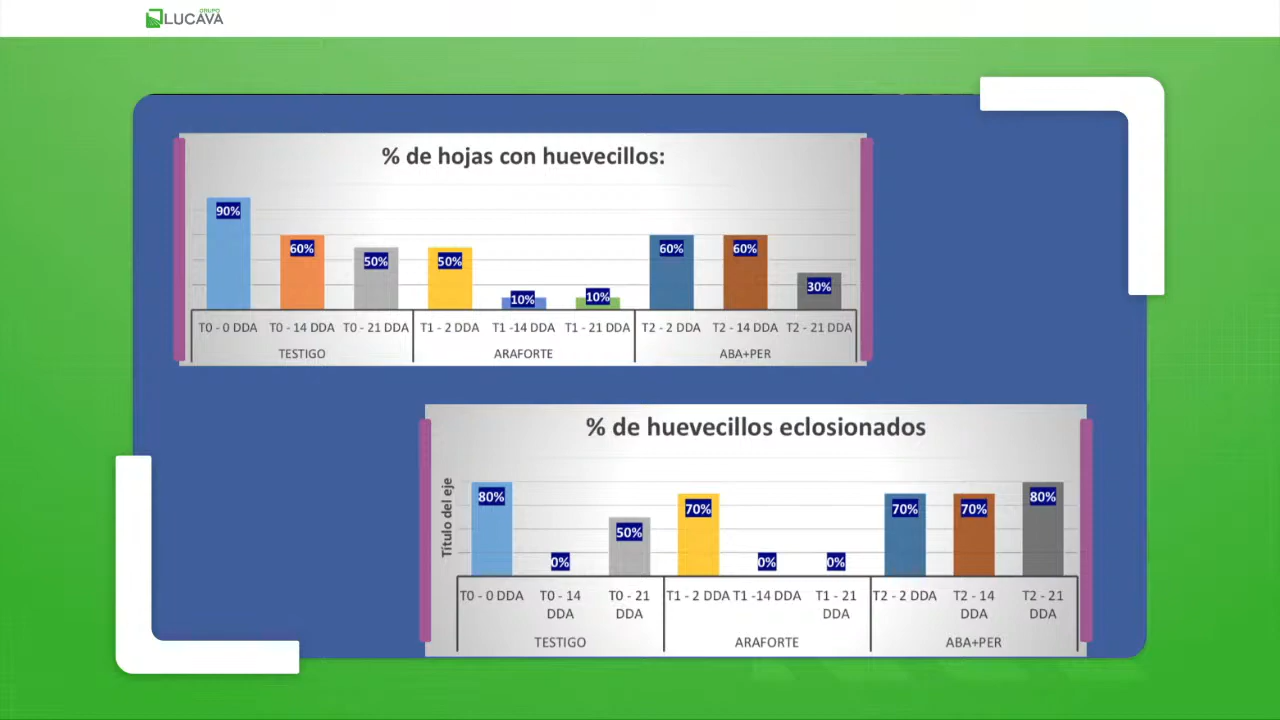 GRUPO
LUCAVA
% de hojas con huevecillos:
90%
60%
50%
50%
10%
10%
60%
60%
30%
T0 - 0 DDA T0 - 14 DDA T0 - 21 DDA T1 - 2 DDA T1 -14 DDA T1 - 21 DDA T2 - 2 DDA T2 - 14 DDA T2 - 21 DDA
TESTIGO ARAFORTE ABA+PER
% de huevecillos eclosionados
Título del eje
80%
0%
50%
70%
0%
0%
70%
70%
80%
T0 - 0 DDA T0 - 14 DDA T0 - 21 DDA T1 - 2 DDA T1 -14 DDA T1 - 21 DDA T2 - 2 DDA T2 - 14 DDA T2 - 21 DDA
TESTIGO ARAFORTE ABA+PER